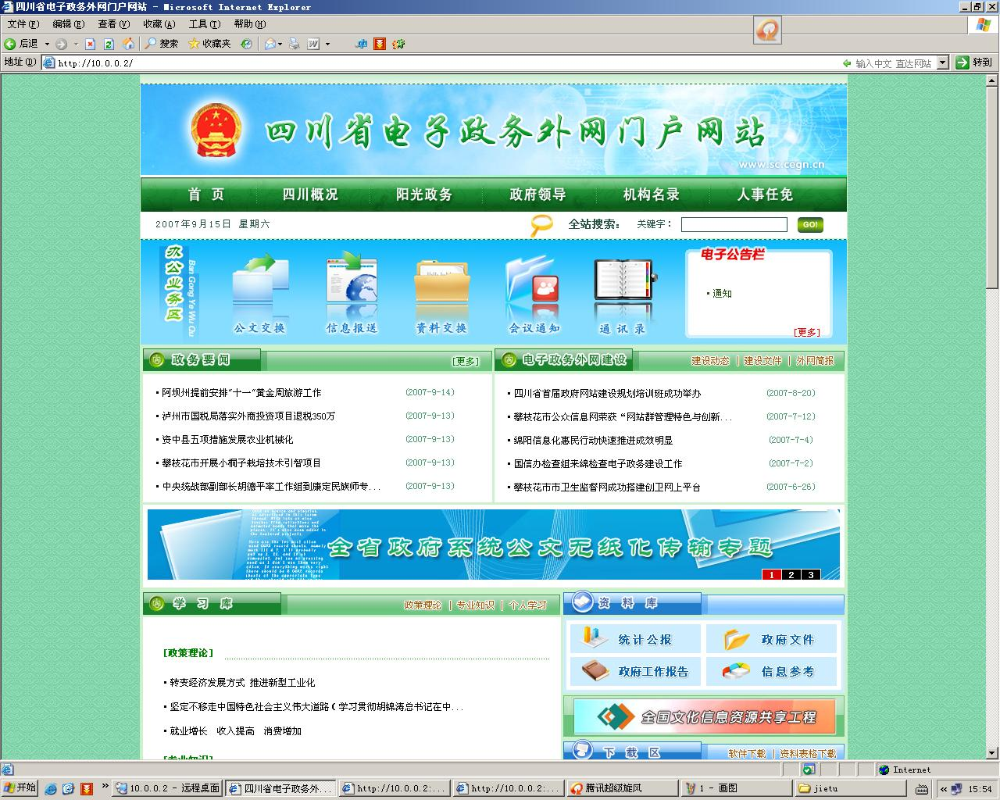 四川省电子政务外网门户网站 - Microsoft Internet Explorer
文件(F) 编辑(E) 查看(V) 收藏(A) 工具(T) 帮助(H)
后退 搜索 收藏夹
地址(D) http://10.0.0.2/ 输入中文 直达网站 转到
四川省电子政务外网门户网站
www.sc.cegn.cn
首 页 四川概况 阳光政务 政府领导 机构名录 人事任免
2007年9月15日 星期六 全站搜索: 关键字: GO!
办公业务区 Ban Gong Ye Wu Qu
公文交换 信息报送 资料交换 会议通知 通 讯 录
电子公告栏
• 通知
[更多]
政务要闻 [更多]
• 阿坝州提前安排“十一”黄金周旅游工作 (2007-9-14)
• 泸州市国税局落实外商投资项目退税350万 (2007-9-13)
• 资中县五项措施发展农业机械化 (2007-9-13)
• 攀枝花市开展小桐子栽培技术引智项目 (2007-9-13)
• 中央统战部副部长胡德平率工作组到康定民族师专... (2007-9-13)
电子政务外网建设 建设动态 | 建设文件 | 外网简报
• 四川省首届政府网站建设规划培训班成功举办 (2007-8-20)
• 攀枝花市公众信息网荣获“网站群管理特色与创新... (2007-7-12)
• 绵阳信息化惠民行动快速推进成效明显 (2007-7-4)
• 国信办检查组来绵检查电子政务建设工作 (2007-7-2)
• 攀枝花市市卫生监督网成功搭建创卫网上平台 (2007-6-26)
全省政府系统公文无纸化传输专题
1 2 3
学 习 库 政策理论 | 专业知识 | 个人学习
[政策理论]
• 转变经济发展方式 推进新型工业化
• 坚定不移走中国特色社会主义伟大道路(学习贯彻胡锦涛总书记在中...
• 就业增长 收入提高 消费增加
[专业知识]
资 料 库
统计公报 政府文件
政府工作报告 信息参考
全国文化信息资源共享工程
下 载 区 软件下载 | 资料表格下载
Internet
开始 10.0.0.2 - 远程桌面 四川省电子政务外... http://10.0.0.2:... http://10.0.0.2:... 腾讯超级旋风 1 - 画图 jietu 15:54